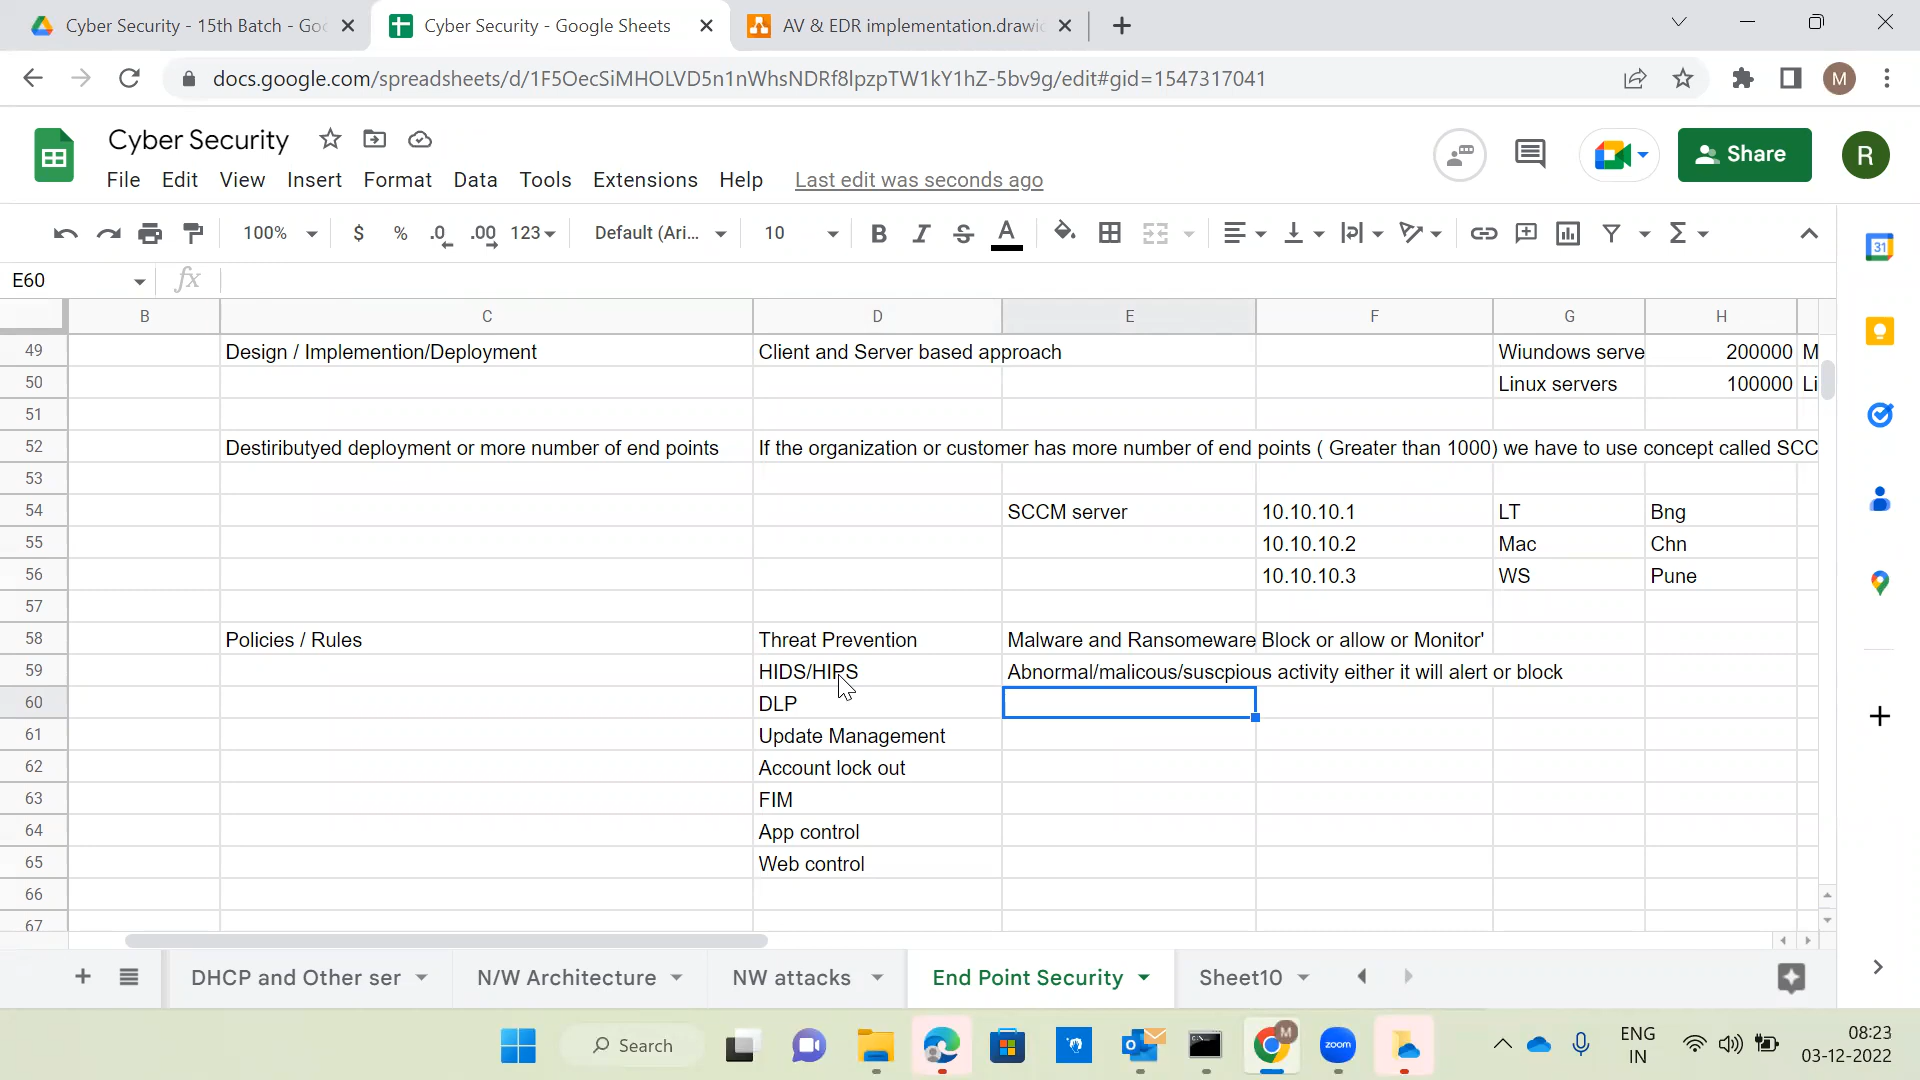 Cyber Security - 15th Batch - Goo
Cyber Security - Google Sheets
AV & EDR implementation.drawio
docs.google.com/spreadsheets/d/1F5OecSiMHOLVD5n1nWhsNDRf8lpzpTW1kY1hZ-5bv9g/edit#gid=1547317041
M
Cyber Security
Share
R
File Edit View Insert Format Data Tools Extensions Help Last edit was seconds ago
100% $ % .0 .00 123 Default (Ari... 10 B I S A
31
E60 fx
B C D E F G H
49 Design / Implemention/Deployment Client and Server based approach Wiundows serve 200000 M
50 Linux servers 100000 Li
51
52 Destiributyed deployment or more number of end points If the organization or customer has more number of end points ( Greater than 1000) we have to use concept called SCC
53
54 SCCM server 10.10.10.1 LT Bng
55 10.10.10.2 Mac Chn
56 10.10.10.3 WS Pune
57
58 Policies / Rules Threat Prevention Malware and Ransomeware Block or allow or Monitor'
59 HIDS/HIPS Abnormal/malicous/suscpious activity either it will alert or block
60 DLP
61 Update Management
62 Account lock out
63 FIM
64 App control
65 Web control
66
67
DHCP and Other ser N/W Architecture NW attacks End Point Security Sheet10
Search
M
zoom
ENG
IN
08:23
03-12-2022